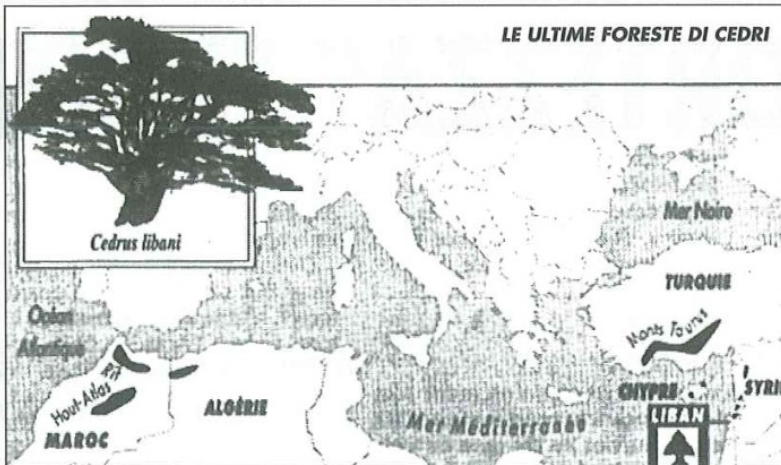 LE ULTIME FORESTE DI CEDRI
Cedrus libani
Mer Noire
TURQUIE
Monts Taurus
Océan
Atlantique
CHYPRE
SYRIE
LIBAN
Haut-Atlas
ALGÉRIE
MAROC
Mer Méditerranée